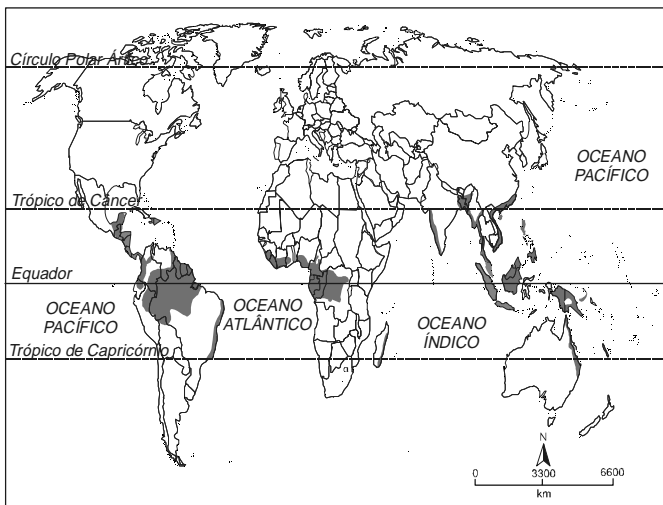 Círculo Polar Ártico
OCEANO
PACÍFICO
Trópico de Câncer
Equador
OCEANO
PACÍFICO
OCEANO
ATLÂNTICO
OCEANO
ÍNDICO
Trópico de Capricórnio
N
0 3300 6600
km